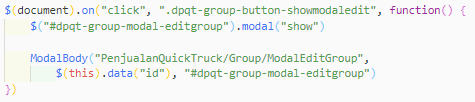 $(document).on("click", ".dpqt-group-button-showmodaledit", function() {
$("#dpqt-group-modal-editgroup").modal("show")
ModalBody("PenjualanQuickTruck/Group/ModalEditGroup",
$(this).data("id"), "#dpqt-group-modal-editgroup")
})